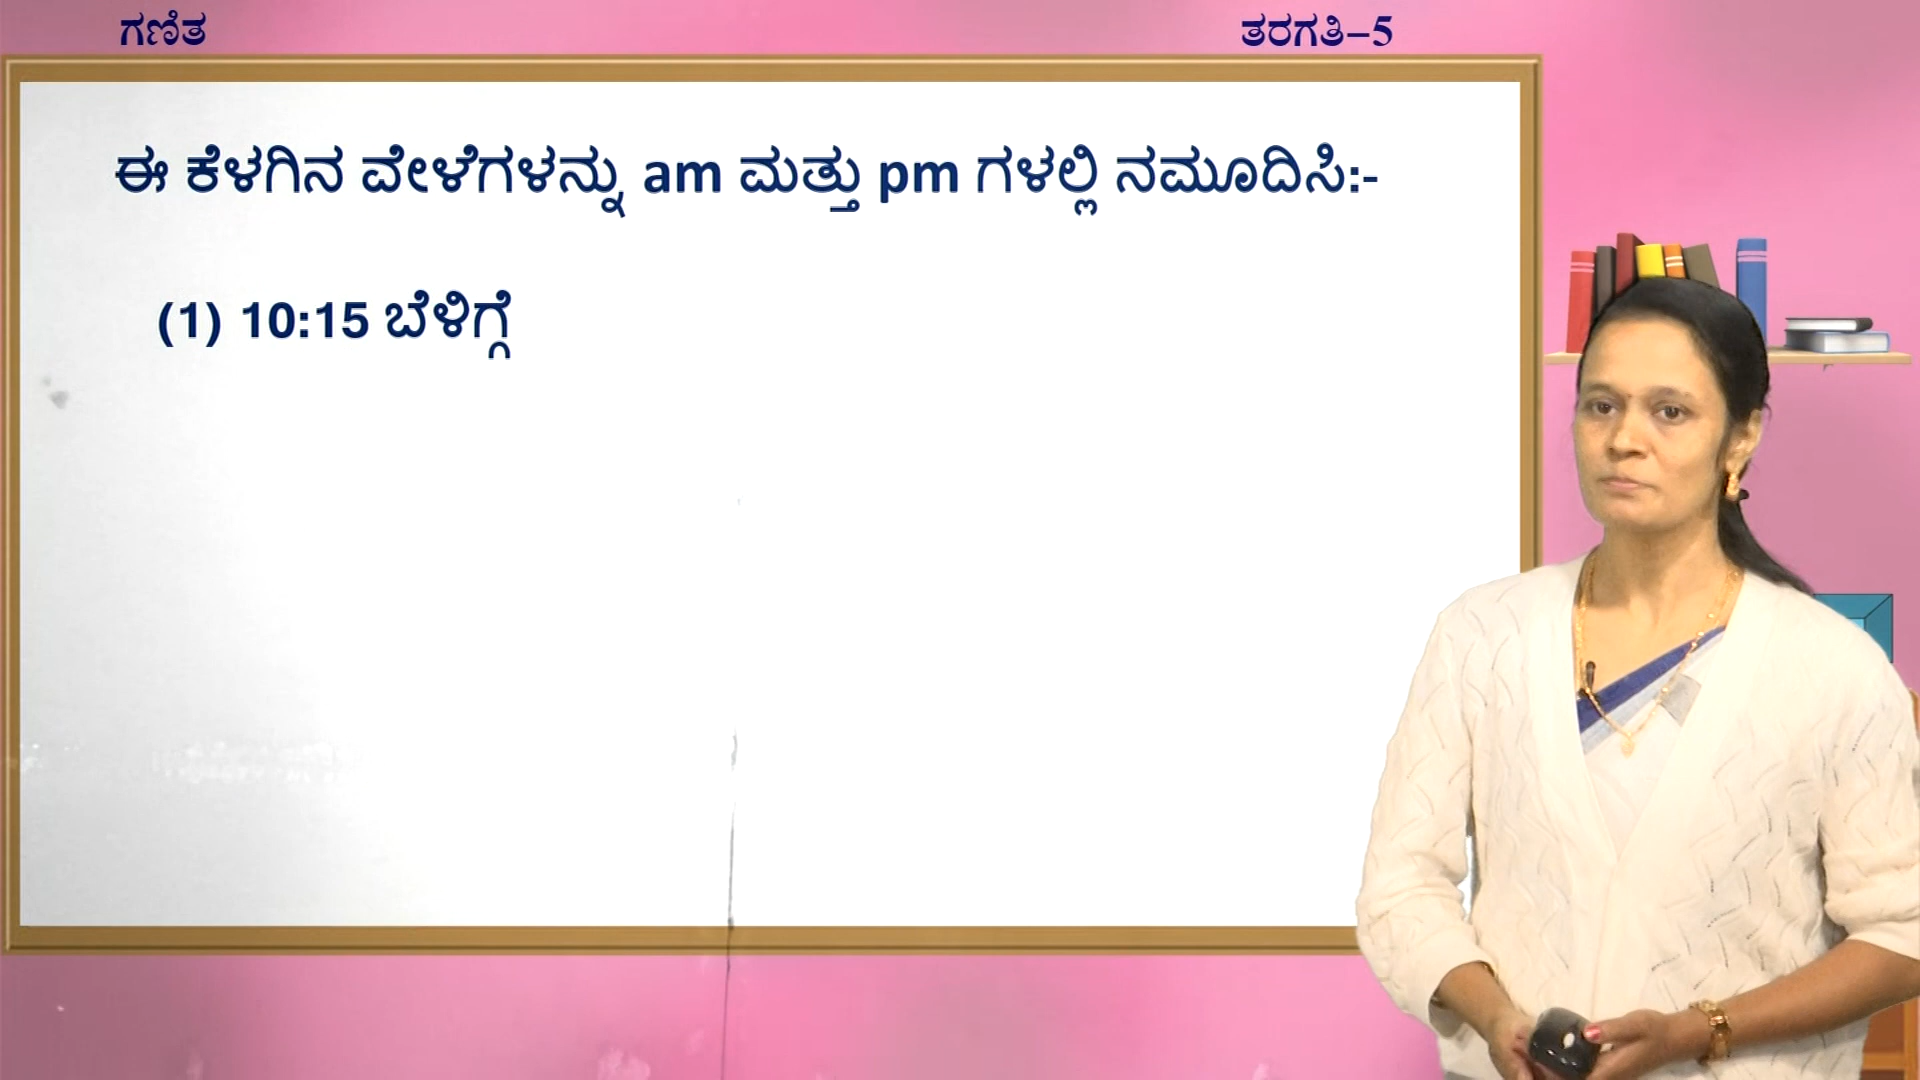 ಗಣಿತ
ತರಗತಿ–5
ಈ ಕೆಳಗಿನ ವೇಳೆಗಳನ್ನು am ಮತ್ತು pm ಗಳಲ್ಲಿ ನಮೂದಿಸಿ:-
(1) 10:15 ಬೆಳಿಗ್ಗೆ